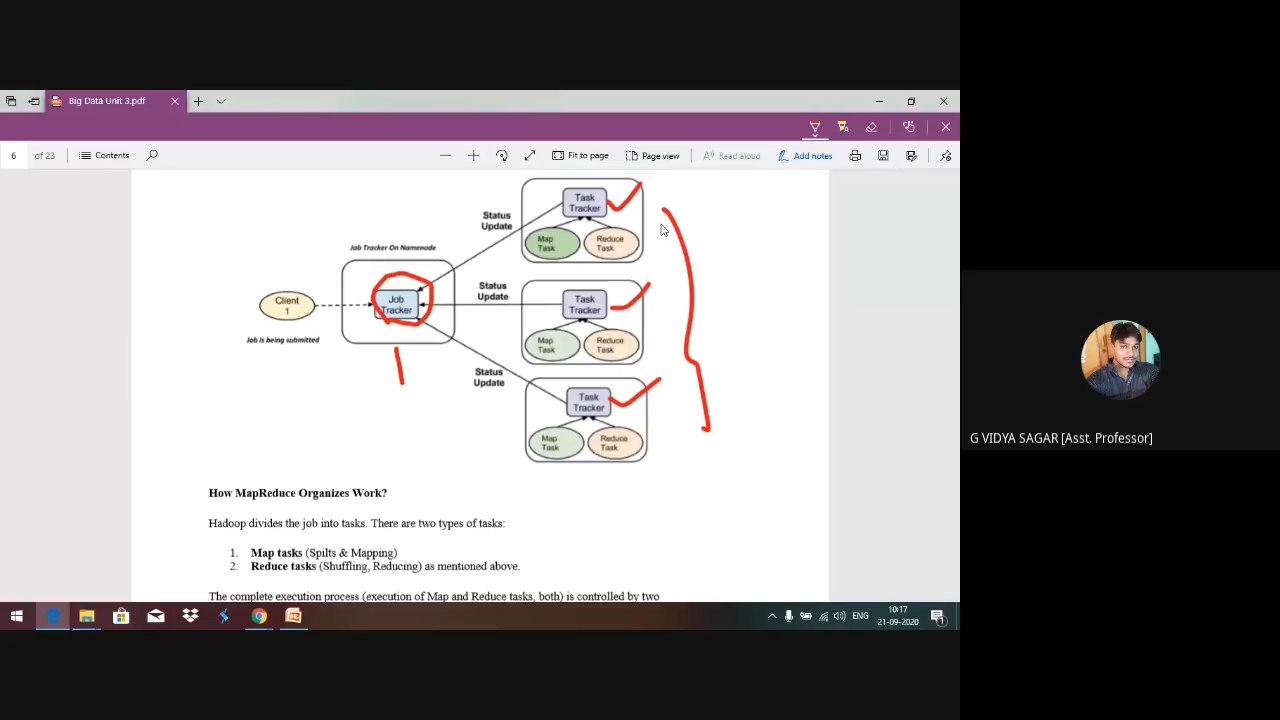 Big Data Unit 3.pdf
6 of 23 Contents Fit to page Page view Read aloud Add notes
Task
Tracker
Status
Update
Map
Task
Reduce
Task
Job Tracker On Namenode
Client
1
Job
Tracker
Status
Update
Task
Tracker
Job is being submitted
Map
Task
Reduce
Task
Status
Update
Task
Tracker
Map
Task
Reduce
Task
How MapReduce Organizes Work?
Hadoop divides the job into tasks. There are two types of tasks:
1. Map tasks (Spilts & Mapping)
2. Reduce tasks (Shuffling, Reducing) as mentioned above.
The complete execution process (execution of Map and Reduce tasks, both) is controlled by two
ENG
10:17
21-09-2020
1
G VIDYA SAGAR [Asst. Professor]